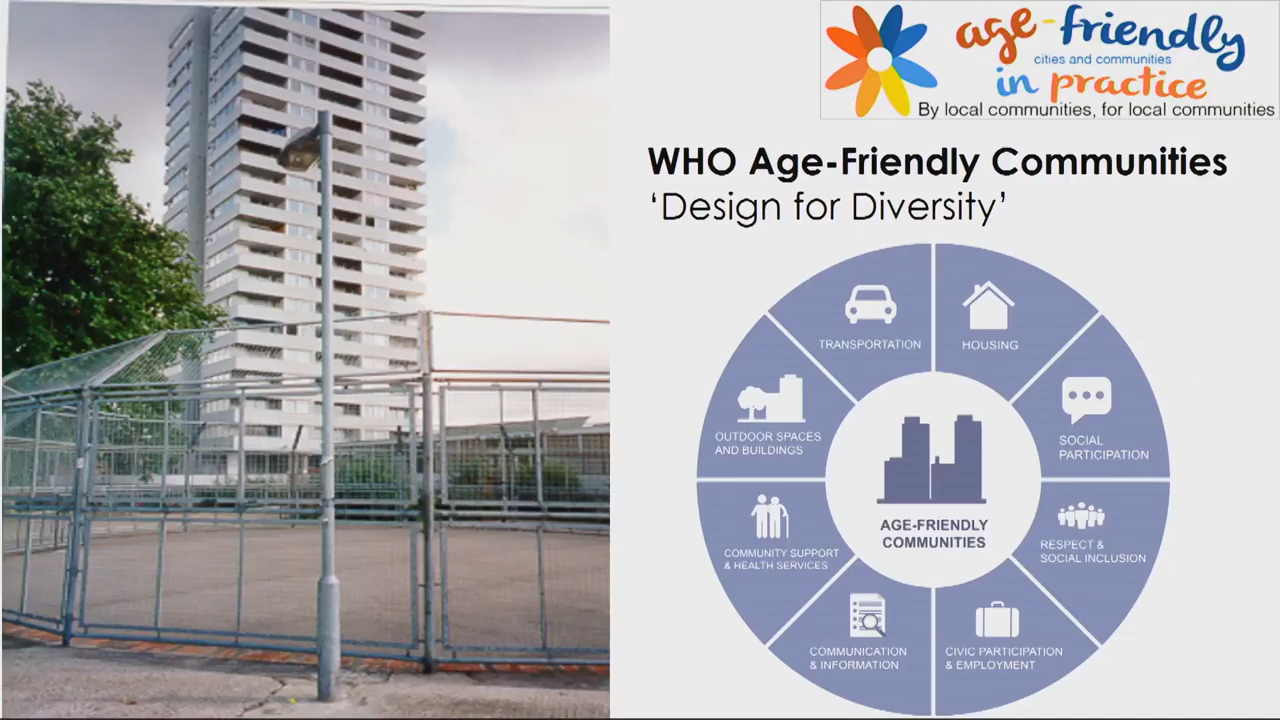 age-friendly
cities and communities
in practice
By local communities, for local communities
WHO Age-Friendly Communities
‘Design for Diversity’
TRANSPORTATION
HOUSING
OUTDOOR SPACES
AND BUILDINGS
SOCIAL
PARTICIPATION
AGE-FRIENDLY
COMMUNITIES
COMMUNITY SUPPORT
& HEALTH SERVICES
RESPECT &
SOCIAL INCLUSION
COMMUNICATION
& INFORMATION
CIVIC PARTICIPATION
& EMPLOYMENT